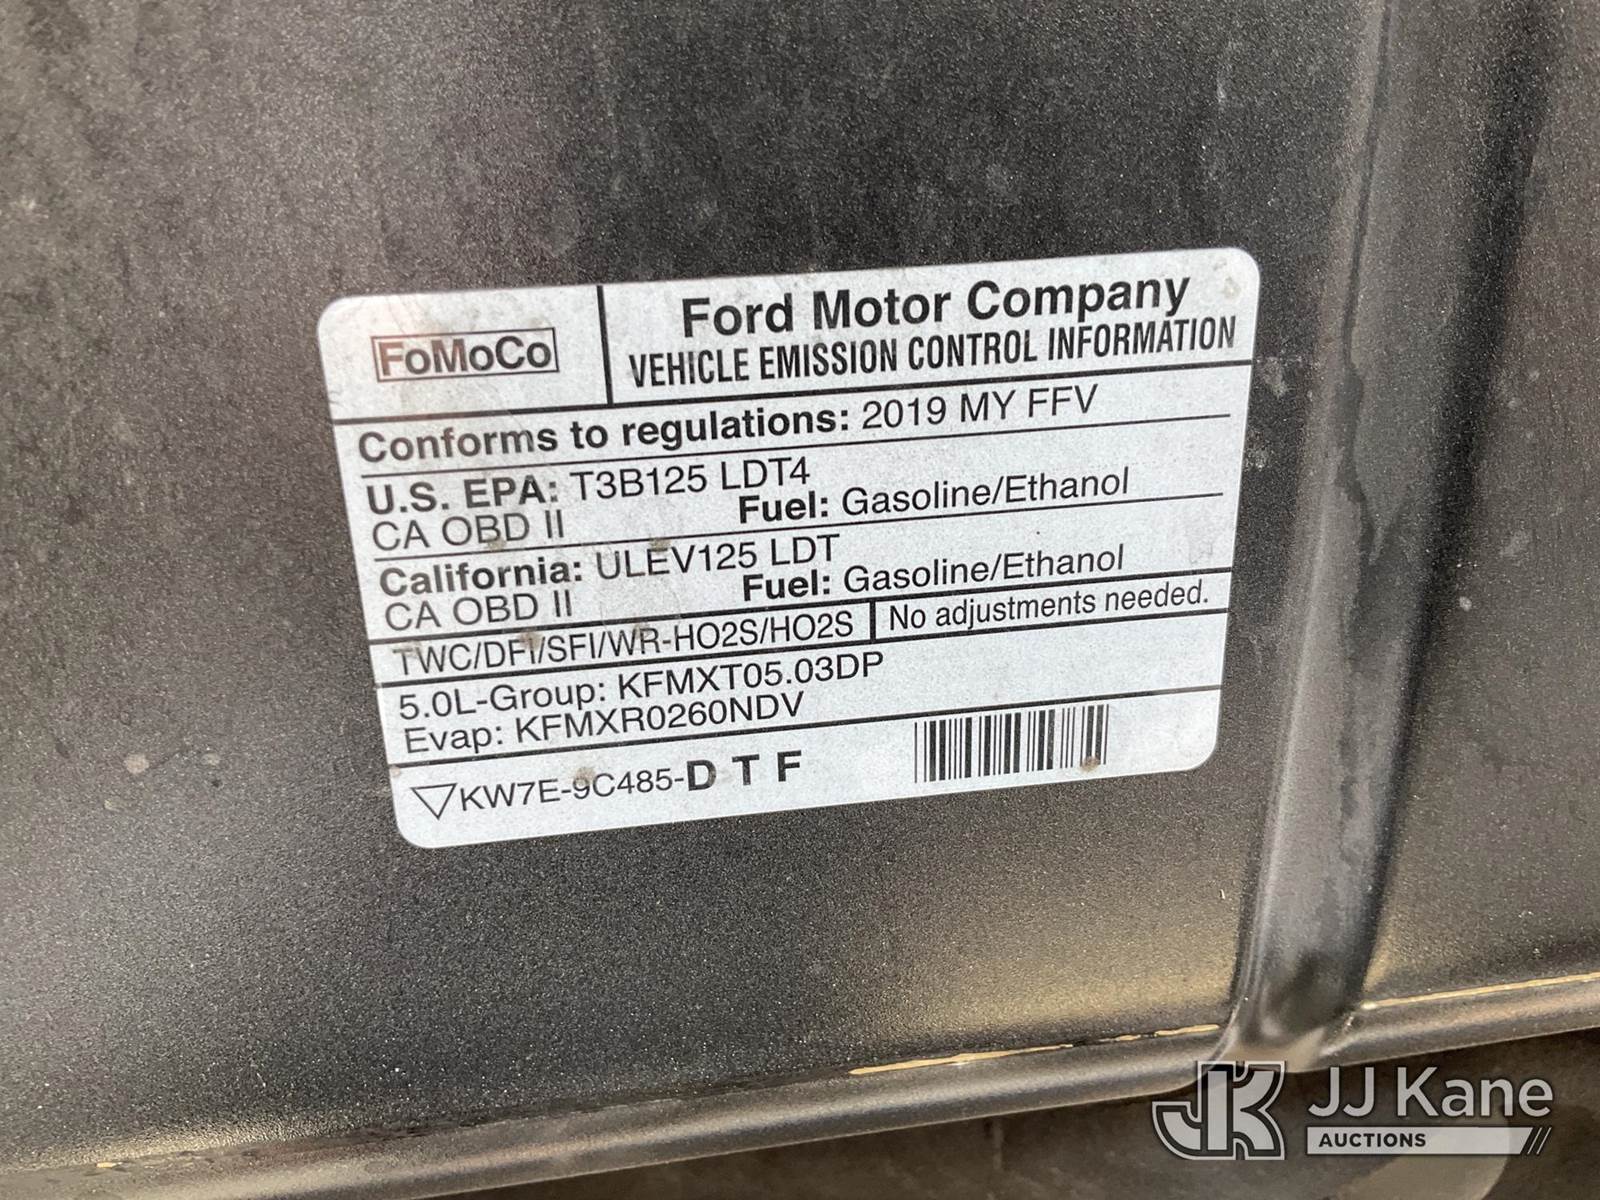 FoMoCo
Ford Motor Company
VEHICLE EMISSION CONTROL INFORMATION
Conforms to regulations: 2019 MY FFV
U.S. EPA: T3B125 LDT4
CA OBD II Fuel: Gasoline/Ethanol
California: ULEV125 LDT
CA OBD II Fuel: Gasoline/Ethanol
TWC/DFI/SFI/WR-HO2S/HO2S No adjustments needed.
5.0L-Group: KFMXT05.03DP
Evap: KFMXR0260NDV
KW7E-9C485-D T F
JK JJ Kane
AUCTIONS